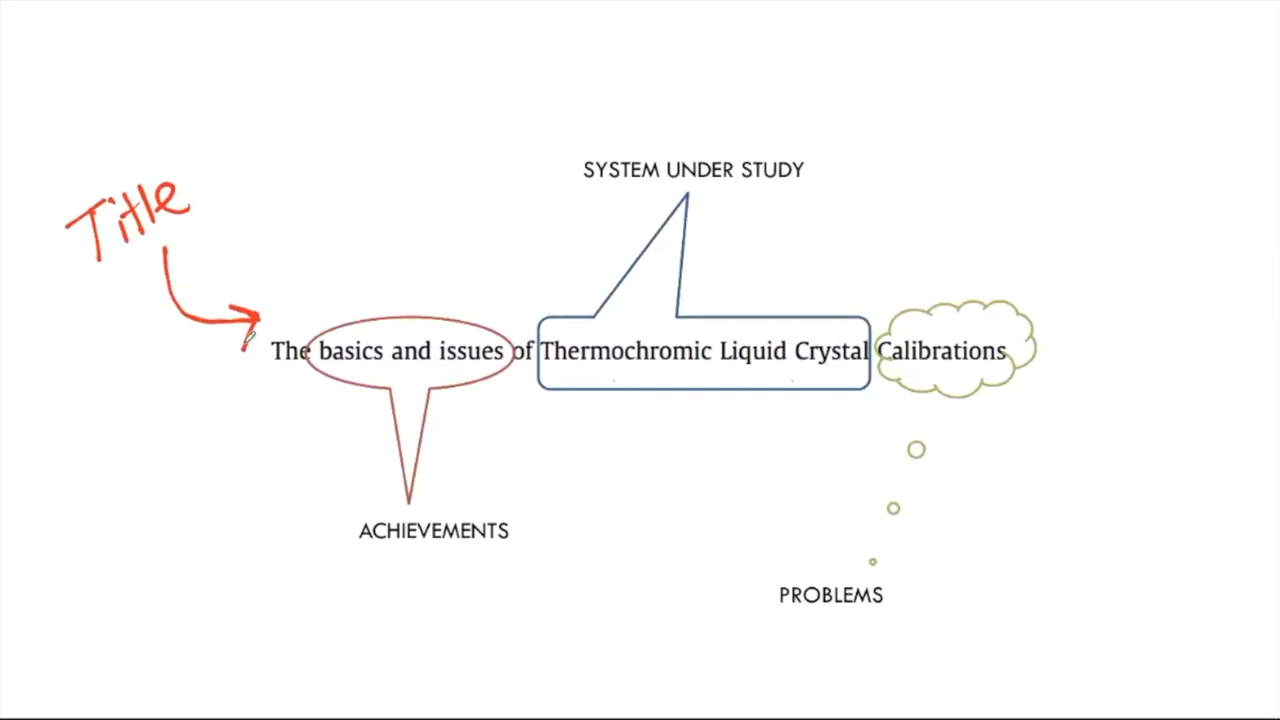 SYSTEM UNDER STUDY
Title
The basics and issues of Thermochromic Liquid Crystal Calibrations
ACHIEVEMENTS
PROBLEMS